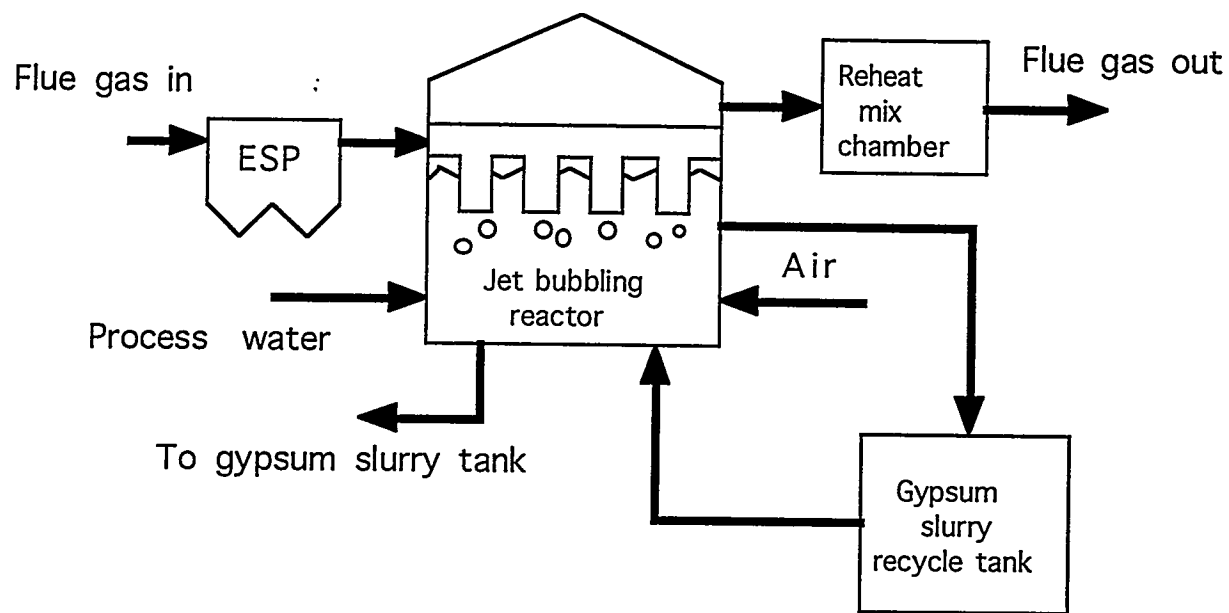 Flue gas in
ESP
Reheat
mix
chamber
Flue gas out
Jet bubbling
reactor
Air
Process water
To gypsum slurry tank
Gypsum
slurry
recycle tank